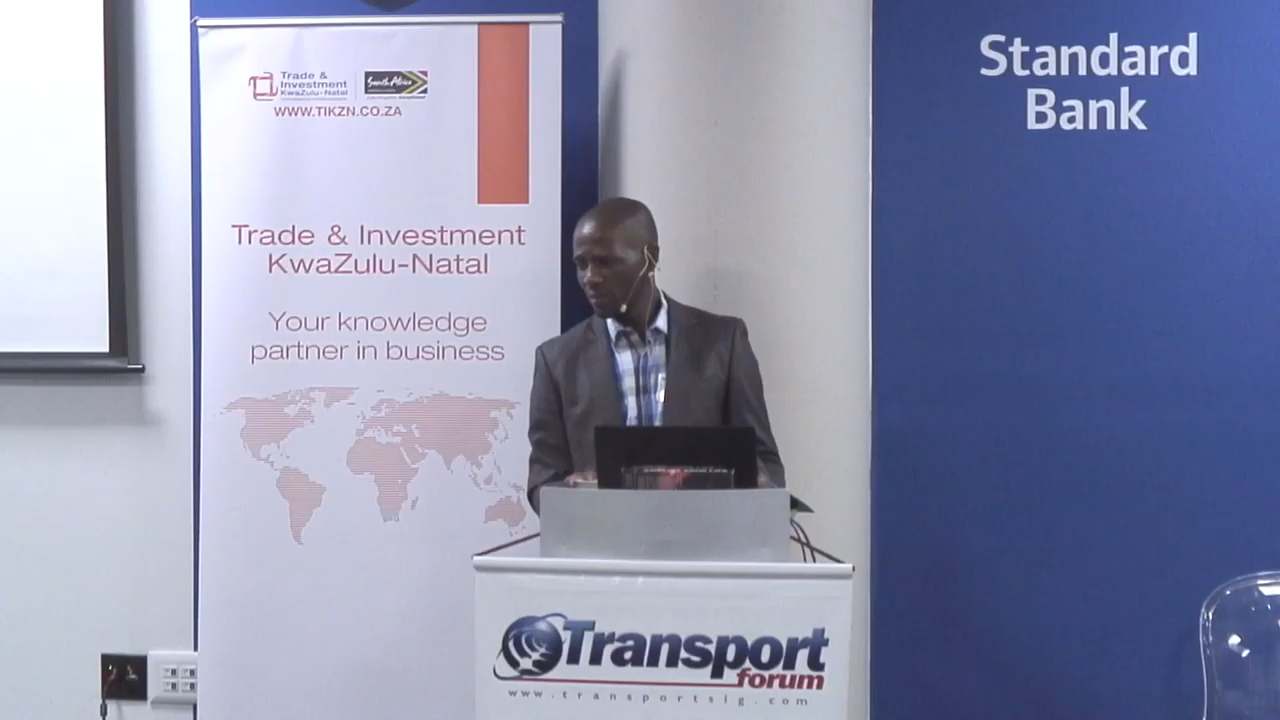 Trade &
Investment
KwaZulu-Natal
South Africa
WWW.TIKZN.CO.ZA
Trade & Investment
KwaZulu-Natal
Your knowledge
partner in business
Standard
Bank
Transport
forum
www.transportsig.com